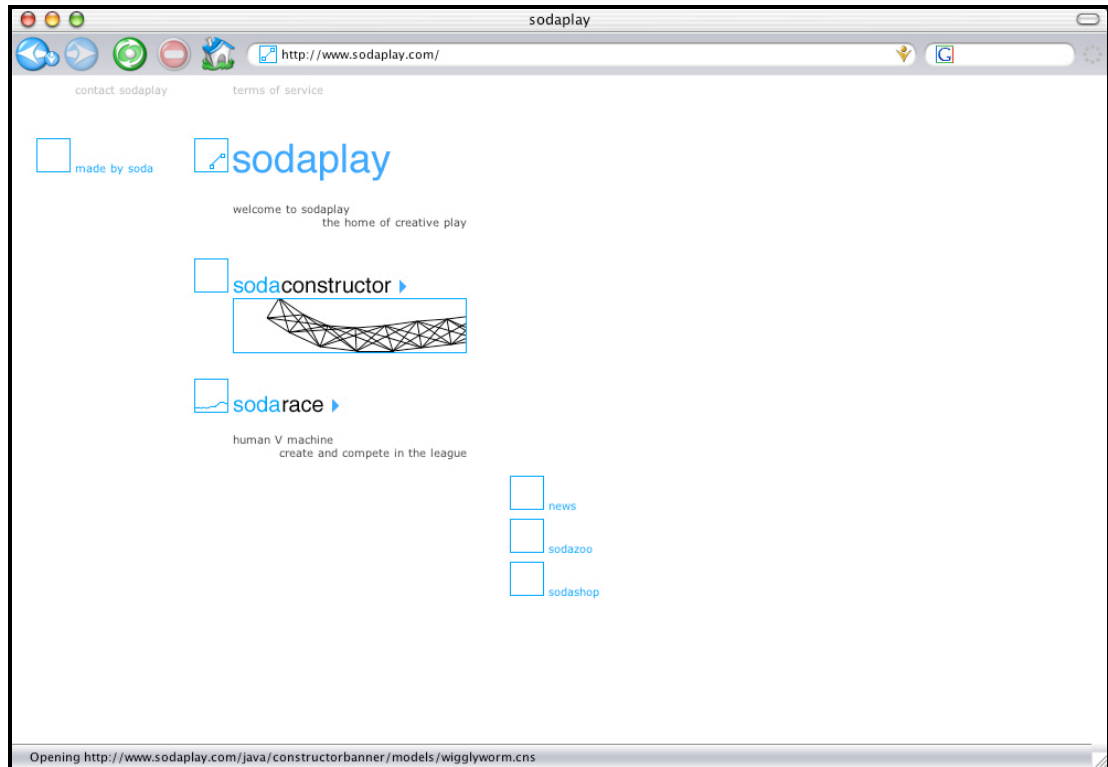 sodaplay
http://www.sodaplay.com/
G
contact sodaplay
terms of service
made by soda
sodaplay
welcome to sodaplay
the home of creative play
sodaconstructor
sodarace
human V machine
create and compete in the league
news
sodazoo
sodashop
Opening http://www.sodaplay.com/java/constructorbanner/models/wigglyworm.cns